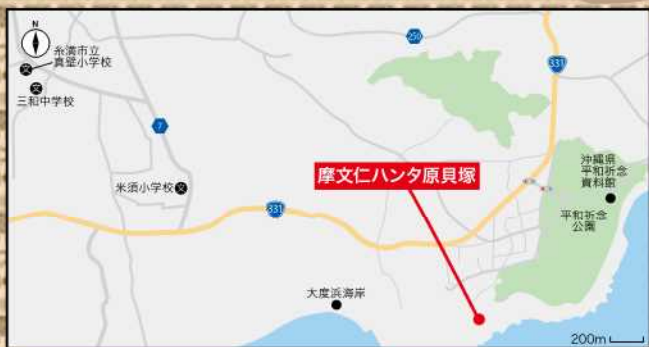 N
糸満市立
真壁小学校
三和中学校
250
331
7
米須小学校
摩文仁ハンタ原貝塚
沖縄県
平和祈念
資料館
平和祈念
公園
331
大度浜海岸
200m